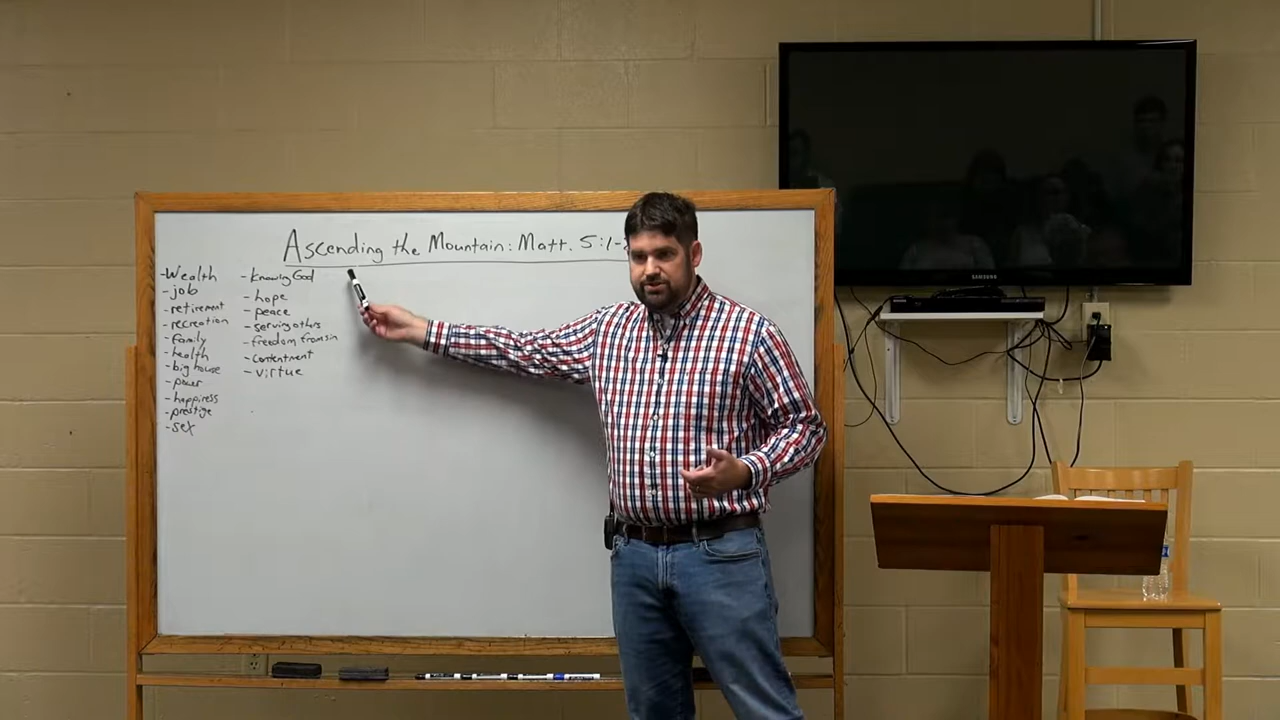 Ascending the Mountain: Matt. 5:1-
- Wealth
- job
- retirement
- recreation
- family
- health
- big house
- power
- happiness
- prestige
- sex
- Knowing God
- hope
- peace
- serving others
- freedom from sin
- contentment
- virtue
SAMSUNG